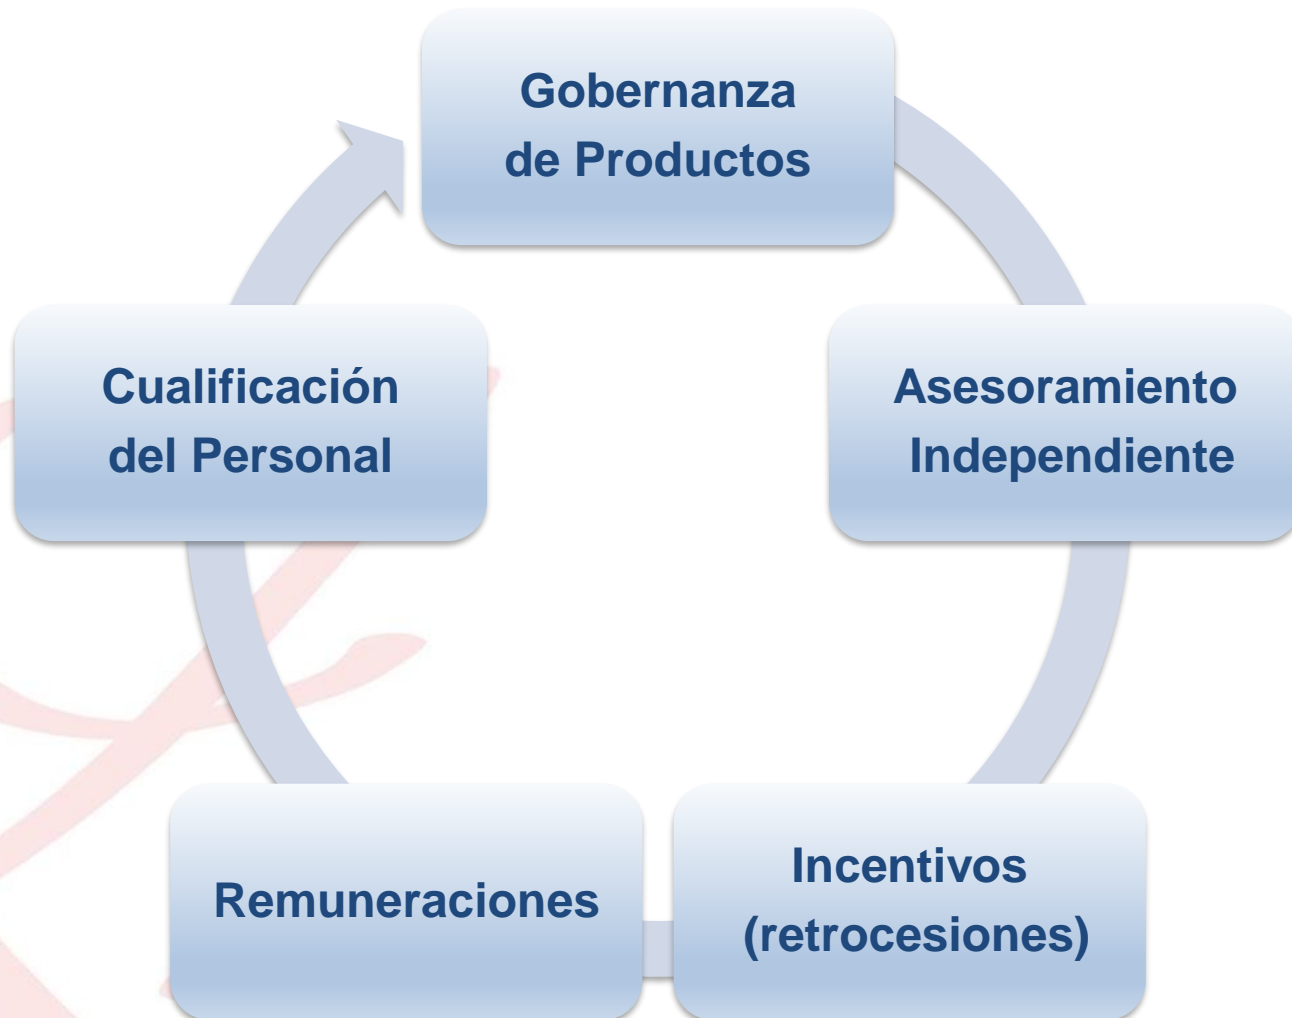 Gobernanza
de Productos
Asesoramiento
Independiente
Incentivos
(retrocesiones)
Remuneraciones
Cualificación
del Personal